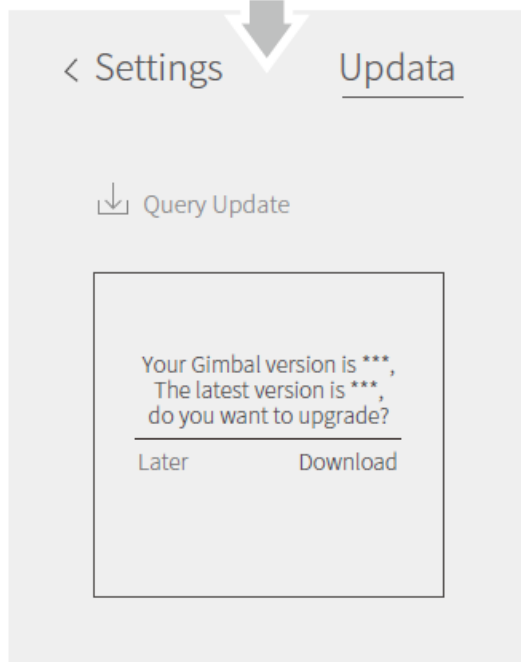 < Settings Updata
Query Update
Your Gimbal version is ***,
The latest version is ***,
do you want to upgrade?
Later Download